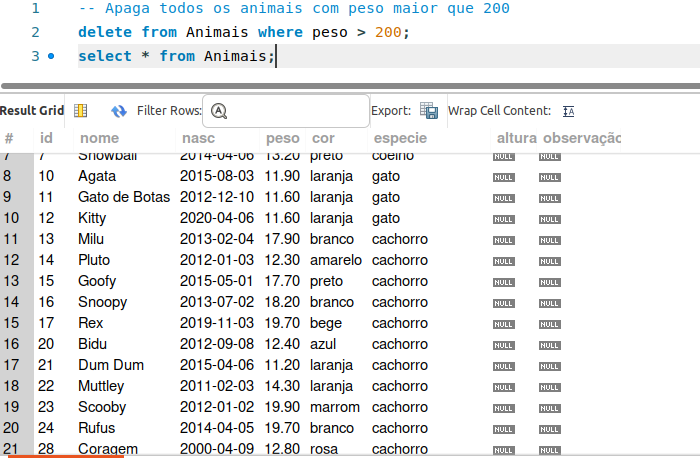 1 -- Apaga todos os animais com peso maior que 200
2 delete from Animais where peso > 200;
3 select * from Animais;
Result Grid Filter Rows: Export: Wrap Cell Content:
# id nome nasc peso cor especie altura observação
7 7 Snowball 2014-04-06 13.20 preto coelho NULL NULL
8 10 Agata 2015-08-03 11.90 laranja gato NULL NULL
9 11 Gato de Botas 2012-12-10 11.60 laranja gato NULL NULL
10 12 Kitty 2020-04-06 11.60 laranja gato NULL NULL
11 13 Milu 2013-02-04 17.90 branco cachorro NULL NULL
12 14 Pluto 2012-01-03 12.30 amarelo cachorro NULL NULL
13 15 Goofy 2015-05-01 17.70 preto cachorro NULL NULL
14 16 Snoopy 2013-07-02 18.20 branco cachorro NULL NULL
15 17 Rex 2019-11-03 19.70 bege cachorro NULL NULL
16 20 Bidu 2012-09-08 12.40 azul cachorro NULL NULL
17 21 Dum Dum 2015-04-06 11.20 laranja cachorro NULL NULL
18 22 Muttley 2011-02-03 14.30 laranja cachorro NULL NULL
19 23 Scooby 2012-01-02 19.90 marrom cachorro NULL NULL
20 24 Rufus 2014-04-05 19.70 branco cachorro NULL NULL
21 28 Coragem 2000-04-09 12.80 rosa cachorro NULL NULL